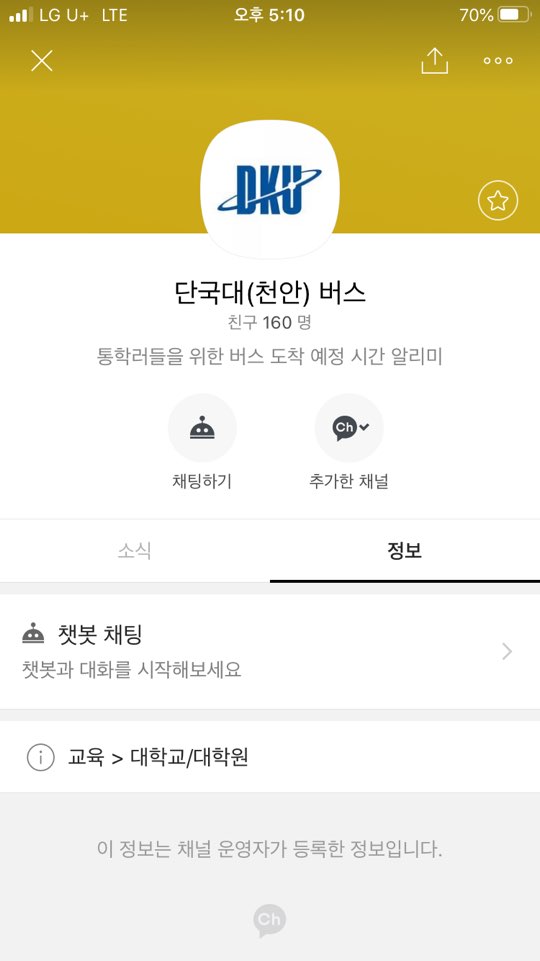 LG U+ LTE 오후 5:10 70%
DKU
단국대(천안) 버스
친구 160 명
통학러들을 위한 버스 도착 예정 시간 알리미
Ch
채팅하기 추가한 채널
소식 정보
챗봇 채팅
챗봇과 대화를 시작해보세요
교육 > 대학교/대학원
이 정보는 채널 운영자가 등록한 정보입니다.
Ch